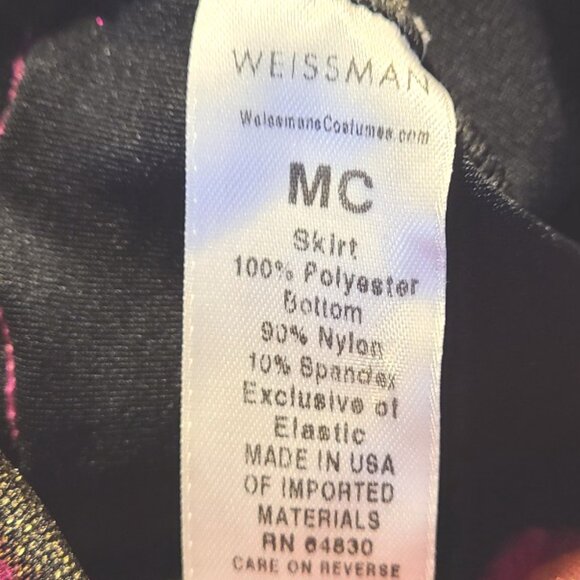 WEISSMAN
WeissmansCostumes.com
MC
Skirt
100% Polyester
Bottom
90% Nylon
10% Spandex
Exclusive of
Elastic
MADE IN USA
OF IMPORTED
MATERIALS
RN 64830
CARE ON REVERSE